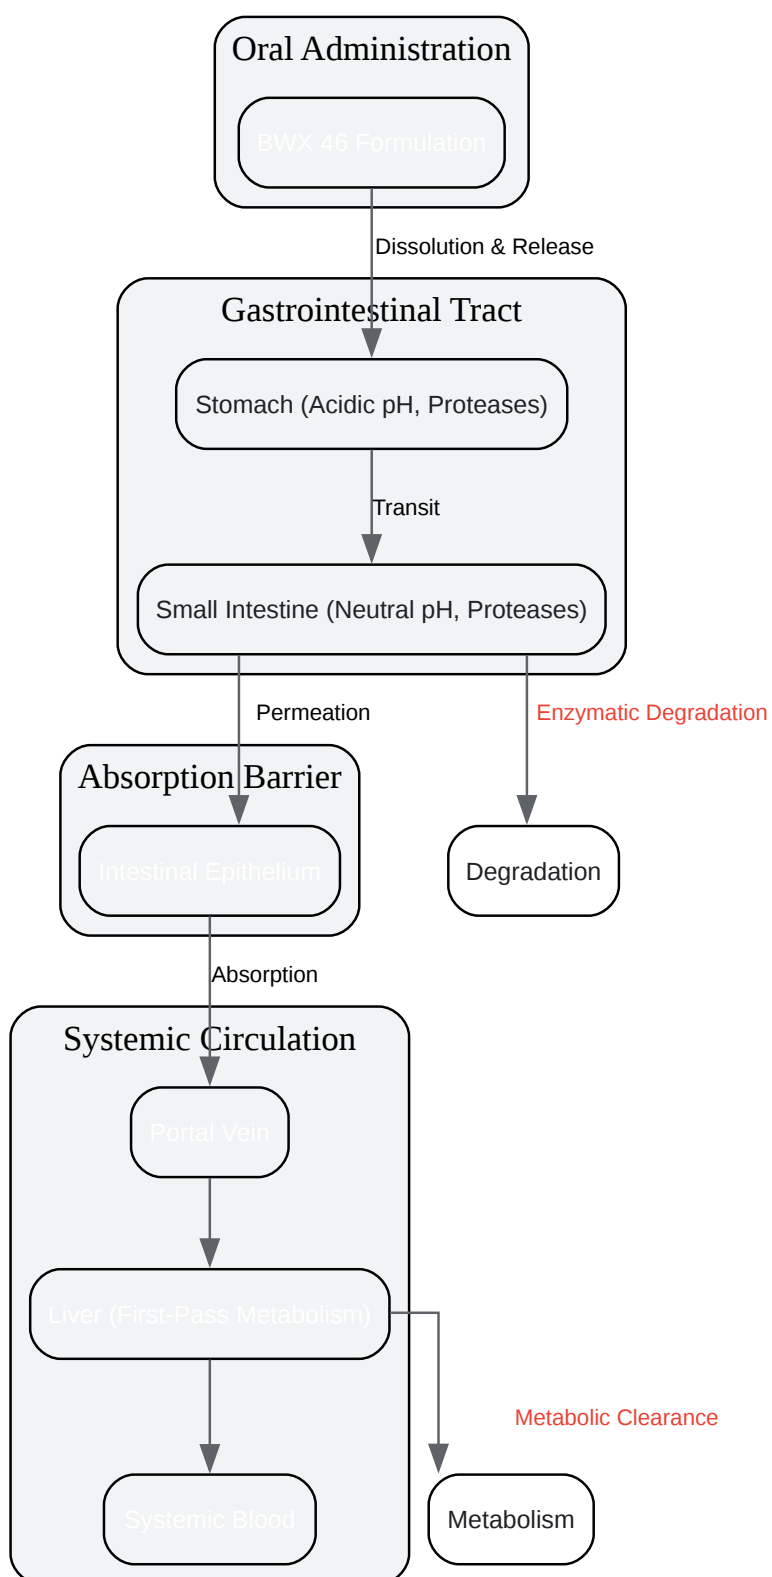 Oral Administration
BWX 46 Formulation
Dissolution & Release
Gastrointestinal Tract
Stomach (Acidic pH, Proteases)
Transit
Small Intestine (Neutral pH, Proteases)
Permeation
Enzymatic Degradation
Absorption Barrier
Intestinal Epithelium
Degradation
Absorption
Systemic Circulation
Portal Vein
Liver (First-Pass Metabolism)
Metabolic Clearance
Systemic Blood
Metabolism